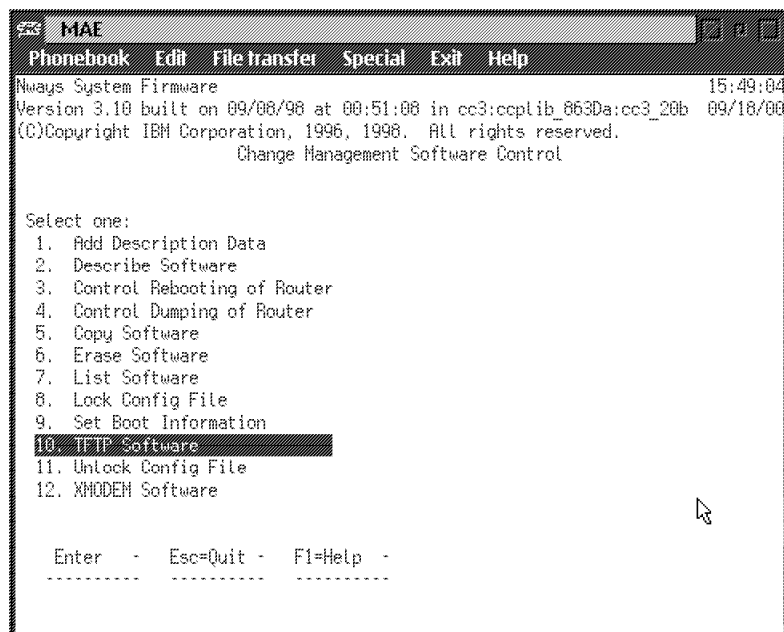 MAE
Phonebook Edit File transfer Special Exit Help
Nways System Firmware 15:49:04
Version 3.10 built on 09/08/98 at 00:51:08 in cc3:ccplib_863Da:cc3_20b 09/18/00
(C)Copyright IBM Corporation, 1996, 1998. All rights reserved.
Change Management Software Control
Select one:
1. Add Description Data
2. Describe Software
3. Control Rebooting of Router
4. Control Dumping of Router
5. Copy Software
6. Erase Software
7. List Software
8. Lock Config File
9. Set Boot Information
10. TFTP Software
11. Unlock Config File
12. XMODEM Software
Enter - Esc=Quit - F1=Help -
---------- ---------- ----------